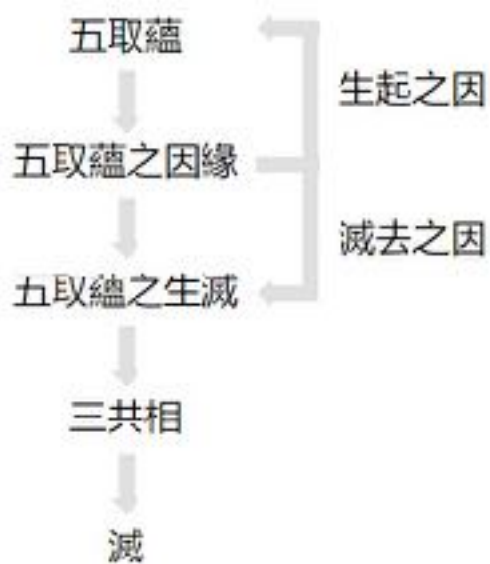 五取蘊
生起之因
五取蘊之因緣
滅去之因
五取蘊之生滅
三共相
滅